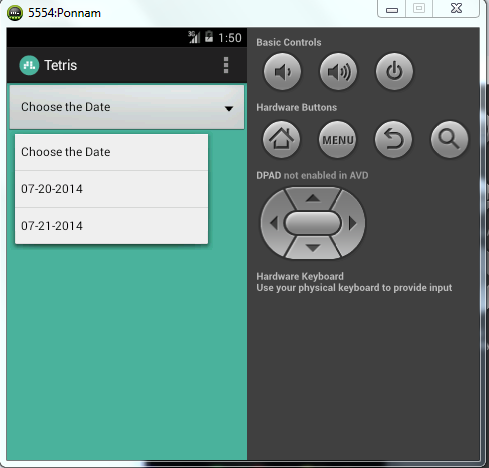 5554:Ponnam
3G 1:50
Tetris
Choose the Date
Choose the Date
07-20-2014
07-21-2014
Basic Controls
Hardware Buttons
MENU
DPAD not enabled in AVD
Hardware Keyboard
Use your physical keyboard to provide input